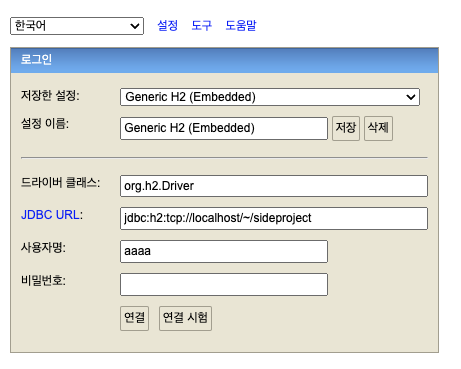 한국어 설정 도구 도움말
로그인
저장한 설정: Generic H2 (Embedded)
설정 이름: Generic H2 (Embedded) 저장 삭제
드라이버 클래스: org.h2.Driver
JDBC URL: jdbc:h2:tcp://localhost/~/sideproject
사용자명: aaaa
비밀번호:
연결 연결 시험